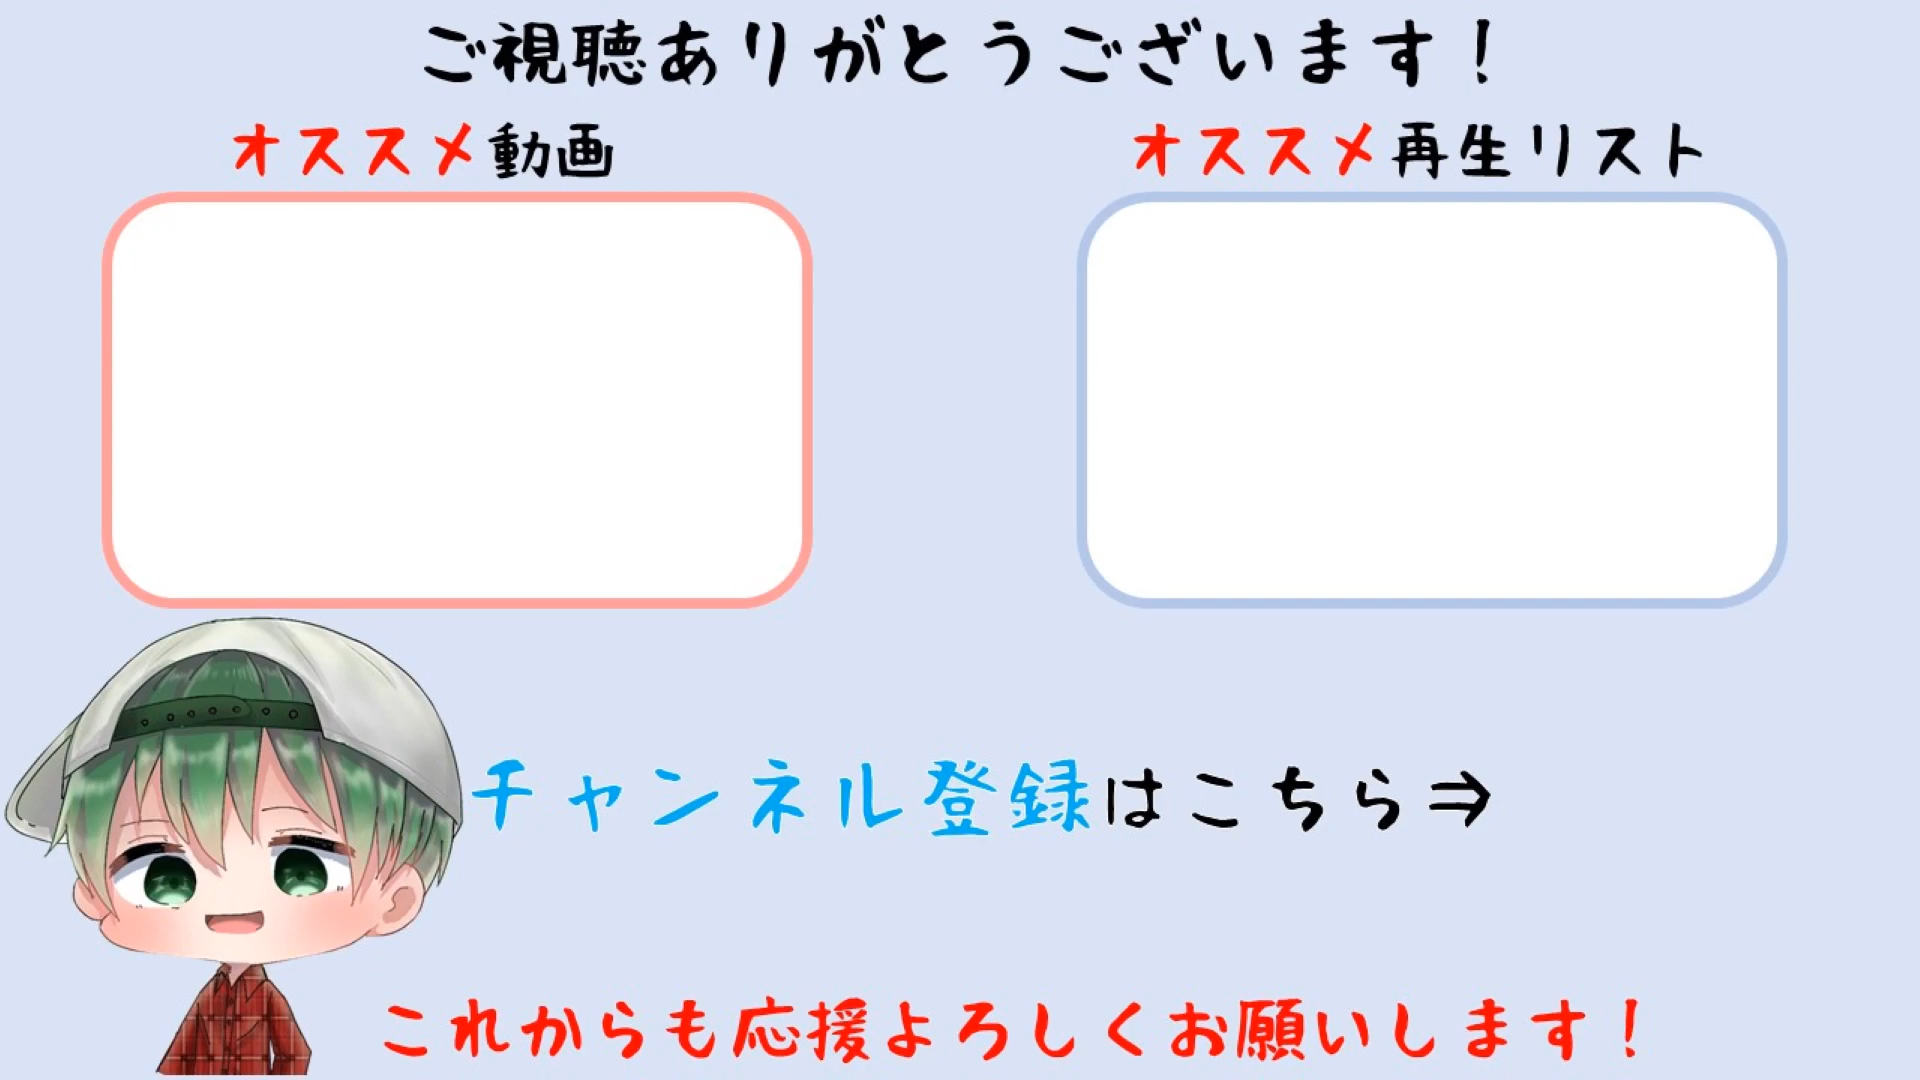 ご視聴ありがとうございます！
オススメ動画
オススメ再生リスト
チャンネル登録はこちら⇒
これからも応援よろしくお願いします！